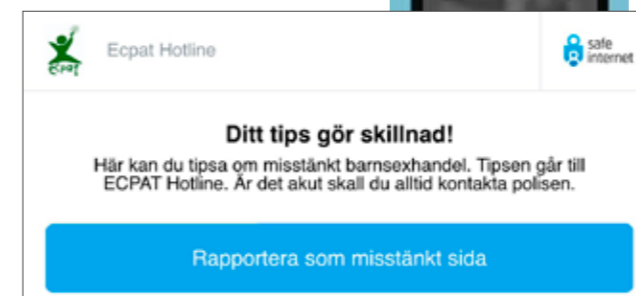 ecpat
Ecpat Hotline
safe
internet
Ditt tips gör skillnad!
Här kan du tipsa om misstänkt barnsexhandel. Tipsen går till
ECPAT Hotline. Är det akut skall du alltid kontakta polisen.
Rapportera som misstänkt sida